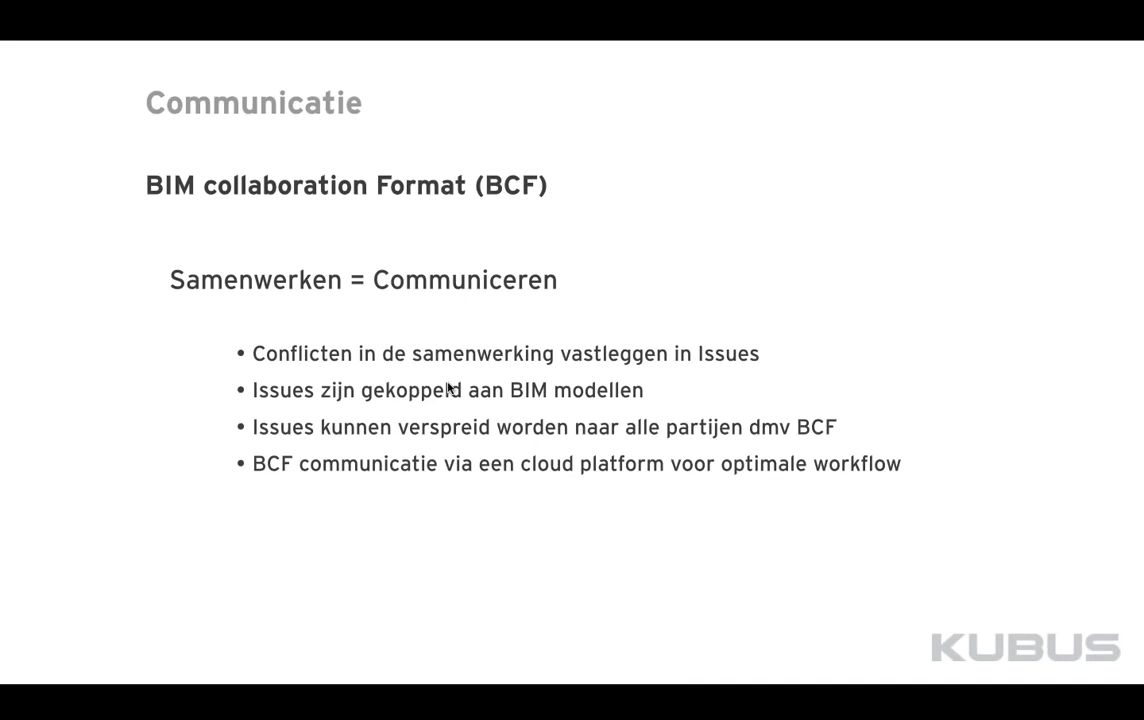 Communicatie
BIM collaboration Format (BCF)
Samenwerken = Communiceren
• Conflicten in de samenwerking vastleggen in Issues
• Issues zijn gekoppeld aan BIM modellen
• Issues kunnen verspreid worden naar alle partijen dmv BCF
• BCF communicatie via een cloud platform voor optimale workflow
KUBUS